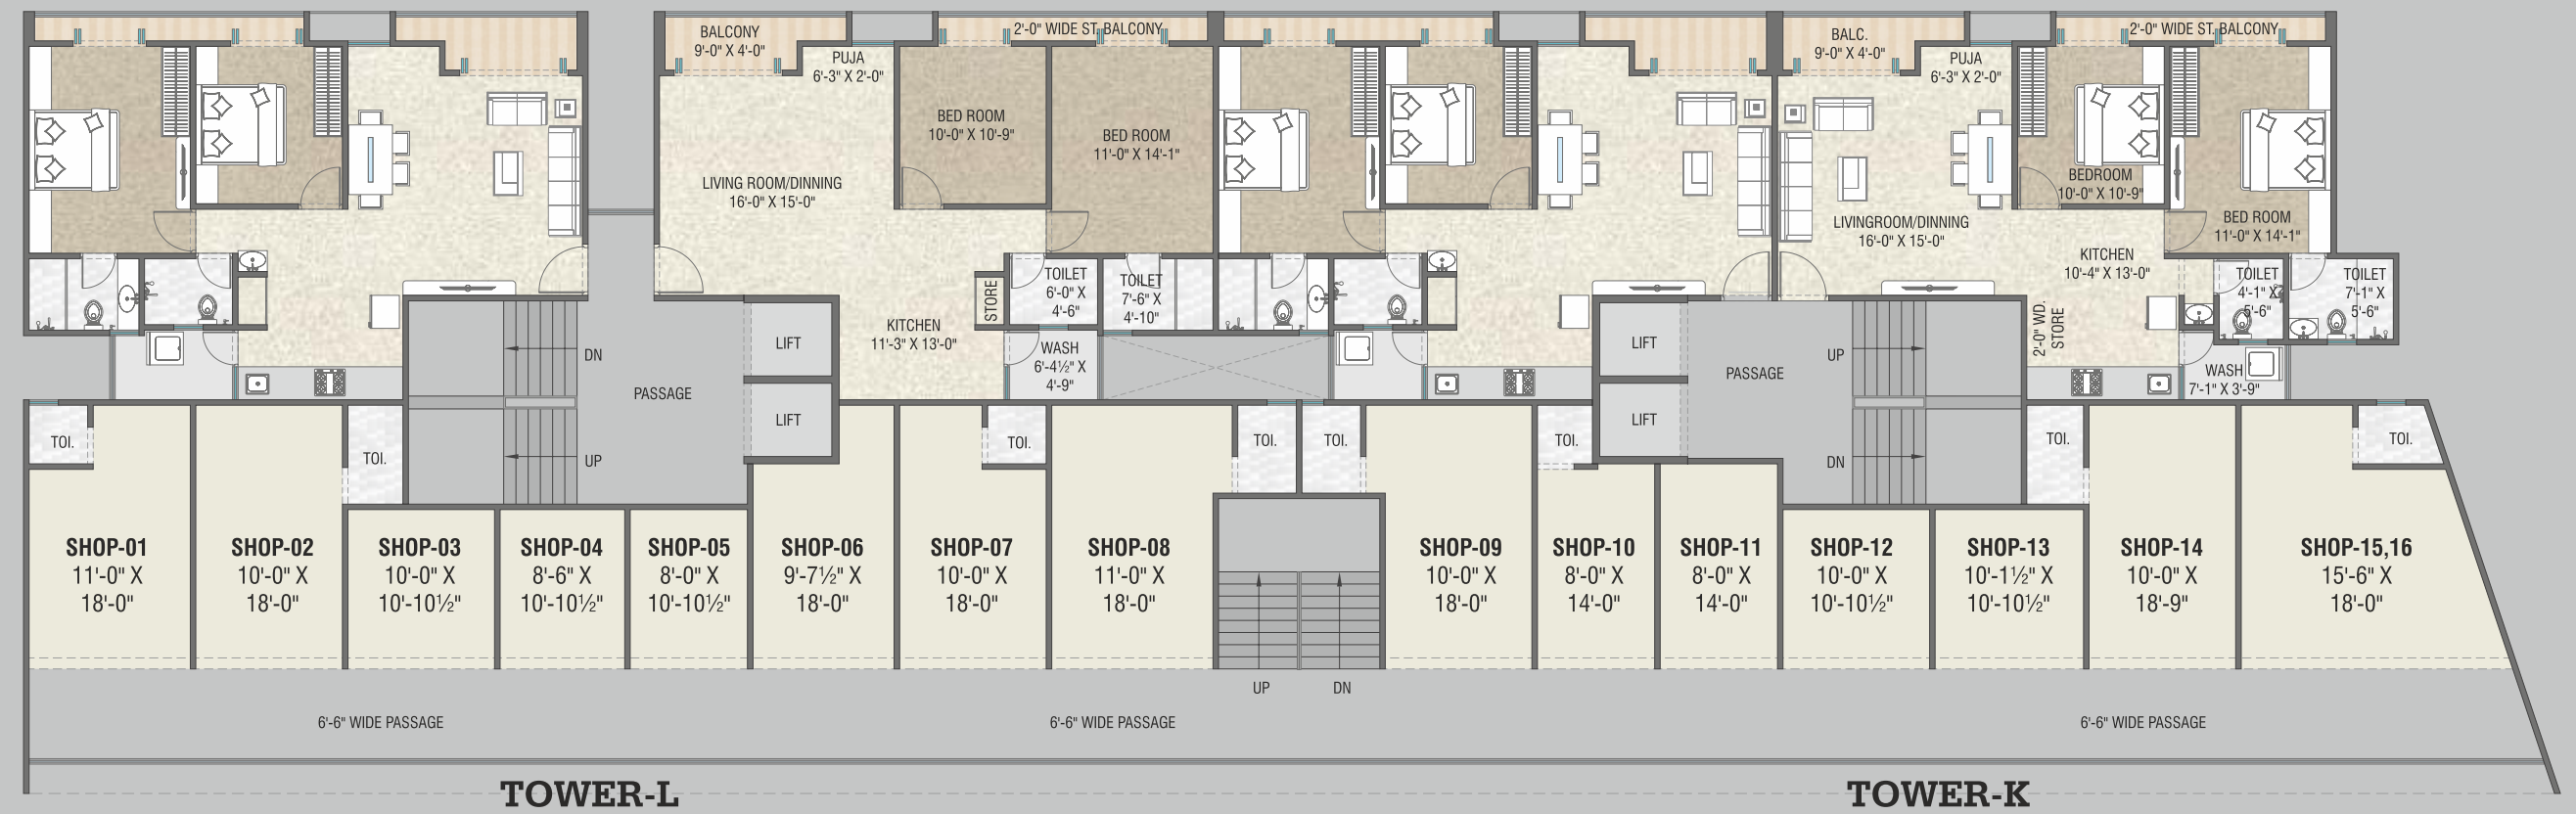 BALCONY
9'-0" X 4'-0"
PUJA
6'-3" X 2'-0"
2'-0" WIDE ST. BALCONY
BED ROOM
10'-0" X 10'-9"
BED ROOM
11'-0" X 14'-1"
LIVING ROOM/DINNING
16'-0" X 15'-0"
STORE
TOILET
6'-0" X
4'-6"
TOILET
7'-6" X
4'-10"
KITCHEN
11'-3" X 13'-0"
WASH
6'-4½" X
4'-9"
BALC.
9'-0" X 4'-0"
PUJA
6'-3" X 2'-0"
2'-0" WIDE ST. BALCONY
BEDROOM
10'-0" X 10'-9"
BED ROOM
11'-0" X 14'-1"
LIVINGROOM/DINNING
16'-0" X 15'-0"
KITCHEN
10'-4" X 13'-0"
TOILET
4'-1" X
5'-6"
TOILET
7'-1" X
5'-6"
2'-0" WD.
STORE
WASH
7'-1" X 3'-9"
DN
UP
PASSAGE
LIFT
LIFT
LIFT
LIFT
PASSAGE
UP
DN
TOI.
TOI.
TOI.
TOI.
TOI.
TOI.
TOI.
TOI.
SHOP-01
11'-0" X
18'-0"
SHOP-02
10'-0" X
18'-0"
SHOP-03
10'-0" X
10'-10½"
SHOP-04
8'-6" X
10'-10½"
SHOP-05
8'-0" X
10'-10½"
SHOP-06
9'-7½" X
18'-0"
SHOP-07
10'-0" X
18'-0"
SHOP-08
11'-0" X
18'-0"
SHOP-09
10'-0" X
18'-0"
SHOP-10
8'-0" X
14'-0"
SHOP-11
8'-0" X
14'-0"
SHOP-12
10'-0" X
10'-10½"
SHOP-13
10'-1½" X
10'-10½"
SHOP-14
10'-0" X
18'-9"
SHOP-15,16
15'-6" X
18'-0"
UP
DN
6'-6" WIDE PASSAGE
6'-6" WIDE PASSAGE
6'-6" WIDE PASSAGE
TOWER-L
TOWER-K